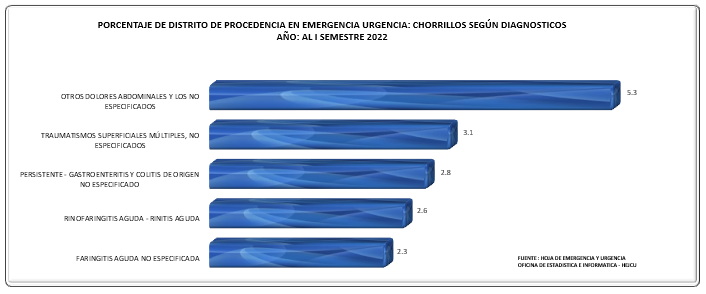 PORCENTAJE DE DISTRITO DE PROCEDENCIA EN EMERGENCIA URGENCIA: CHORRILLOS SEGÚN DIAGNOSTICOS
AÑO: AL I SEMESTRE 2022
OTROS DOLORES ABDOMINALES Y LOS NO
ESPECIFICADOS
5.3
TRAUMATISMOS SUPERFICIALES MÚLTIPLES, NO
ESPECIFICADOS
3.1
PERSISTENTE - GASTROENTERITIS Y COLITIS DE ORIGEN
NO ESPECIFICADO
2.8
RINOFARINGITIS AGUDA - RINITIS AGUDA
2.6
FARINGITIS AGUDA NO ESPECIFICADA
2.3
FUENTE : HOJA DE EMERGENCIA Y URGENCIA
OFICINA DE ESTADISTICA E INFORMATICA - HEJCU